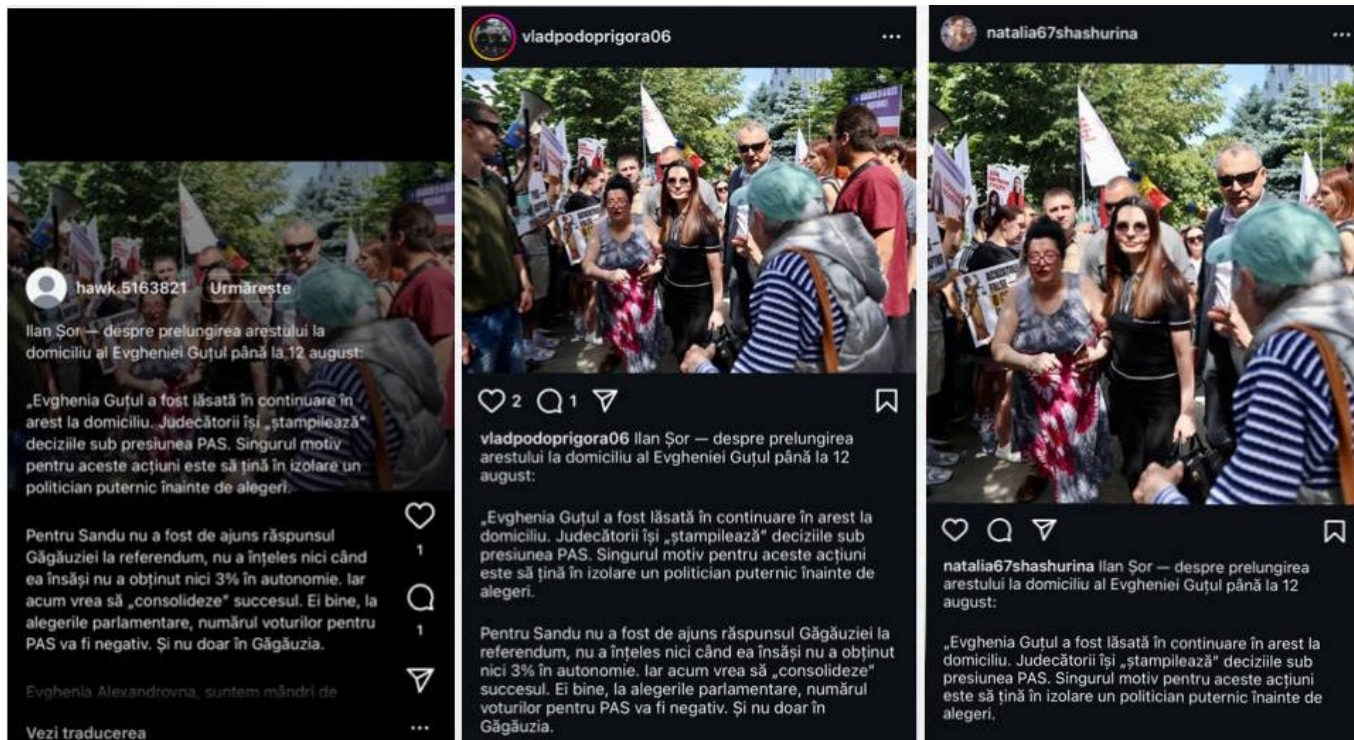 hawk.5163821 Urmărește
Ilan Șor — despre prelungirea arestului la
domiciliu al Evgheniei Guțul până la 12 august:
„Evghenia Guțul a fost lăsată în continuare în
arest la domiciliu. Judecătorii își „ștampilează”
deciziile sub presiunea PAS. Singurul motiv
pentru aceste acțiuni este să țină în izolare un
politician puternic înainte de alegeri.
Pentru Sandu nu a fost de ajuns răspunsul
Găgăuziei la referendum, nu a înțeles nici când
ea însăși nu a obținut nici 3% în autonomie. Iar
acum vrea să „consolideze” succesul. Ei bine, la
alegerile parlamentare, numărul voturilor pentru
PAS va fi negativ. Și nu doar în Găgăuzia.
Evghenia Alexandrovna, suntem mândri de
Vezi traducerea
1
1
vladpodoprigora06
2 1
vladpodoprigora06 Ilan Șor — despre prelungirea
arestului la domiciliu al Evgheniei Guțul până la 12
august:
„Evghenia Guțul a fost lăsată în continuare în arest la
domiciliu. Judecătorii își „ștampilează” deciziile sub
presiunea PAS. Singurul motiv pentru aceste acțiuni
este să țină în izolare un politician puternic înainte de
alegeri.
Pentru Sandu nu a fost de ajuns răspunsul Găgăuziei la
referendum, nu a înțeles nici când ea însăși nu a obținut
nici 3% în autonomie. Iar acum vrea să „consolideze”
succesul. Ei bine, la alegerile parlamentare, numărul
voturilor pentru PAS va fi negativ. Și nu doar în
Găgăuzia.
natalia67shashurina
natalia67shashurina Ilan Șor — despre prelungirea
arestului la domiciliu al Evgheniei Guțul până la 12
august:
„Evghenia Guțul a fost lăsată în continuare în arest la
domiciliu. Judecătorii își „ștampilează” deciziile sub
presiunea PAS. Singurul motiv pentru aceste acțiuni
este să țină în izolare un politician puternic înainte de
alegeri.